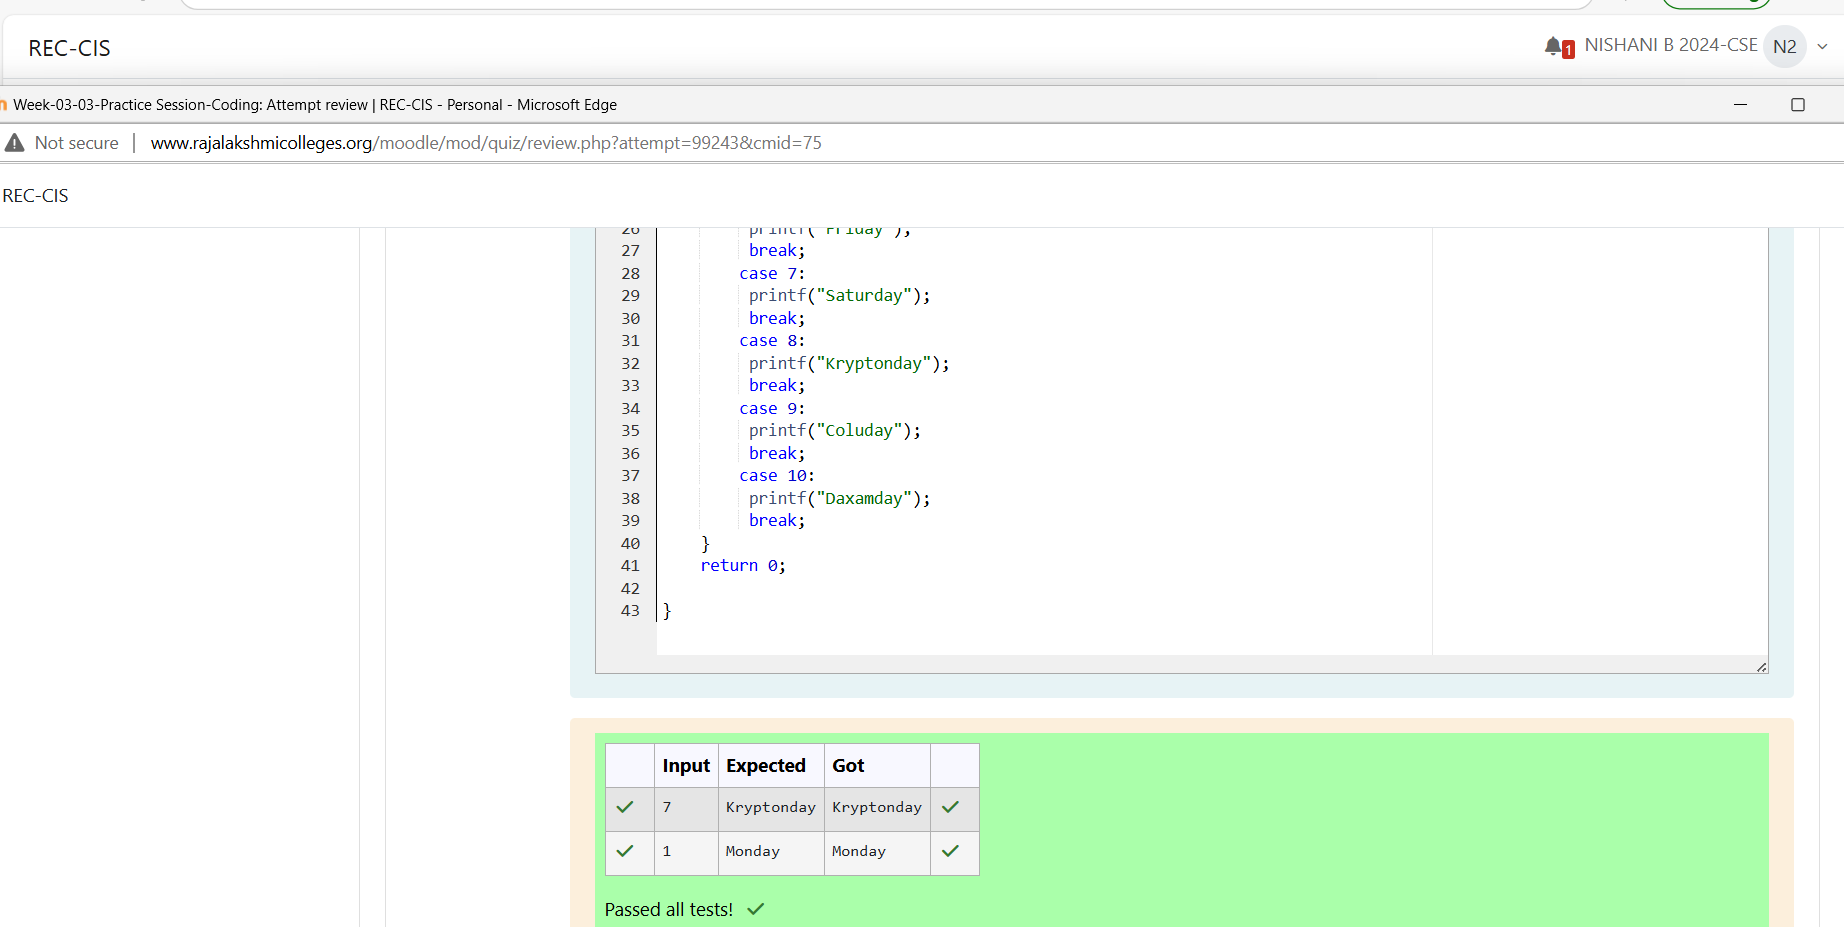 REC-CIS
1 NISHANI B 2024-CSE N2
Week-03-03-Practice Session-Coding: Attempt review | REC-CIS - Personal - Microsoft Edge
Not secure | www.rajalakshmicolleges.org/moodle/mod/quiz/review.php?attempt=99243&cmid=75
REC-CIS
26 printf("Friday");
27 break;
28 case 7:
29 printf("Saturday");
30 break;
31 case 8:
32 printf("Kryptonday");
33 break;
34 case 9:
35 printf("Coluday");
36 break;
37 case 10:
38 printf("Daxamday");
39 break;
40 }
41 return 0;
42
43 }
Input Expected Got
7 Kryptonday Kryptonday
1 Monday Monday
Passed all tests!